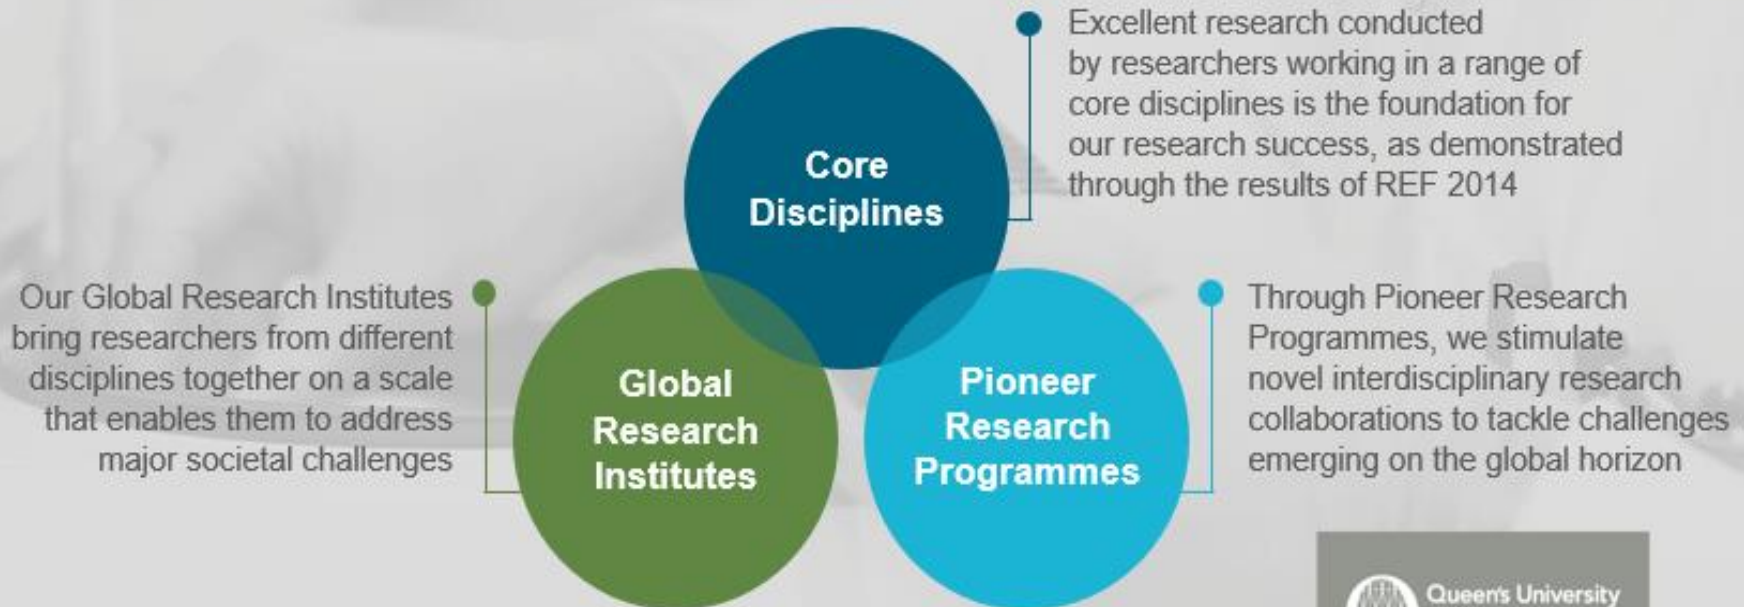 Excellent research conducted
by researchers working in a range of
core disciplines is the foundation for
our research success, as demonstrated
through the results of REF 2014
Core
Disciplines
Our Global Research Institutes
bring researchers from different
disciplines together on a scale
that enables them to address
major societal challenges
Global
Research
Institutes
Pioneer
Research
Programmes
Through Pioneer Research
Programmes, we stimulate
novel interdisciplinary research
collaborations to tackle challenges
emerging on the global horizon
Queen's University